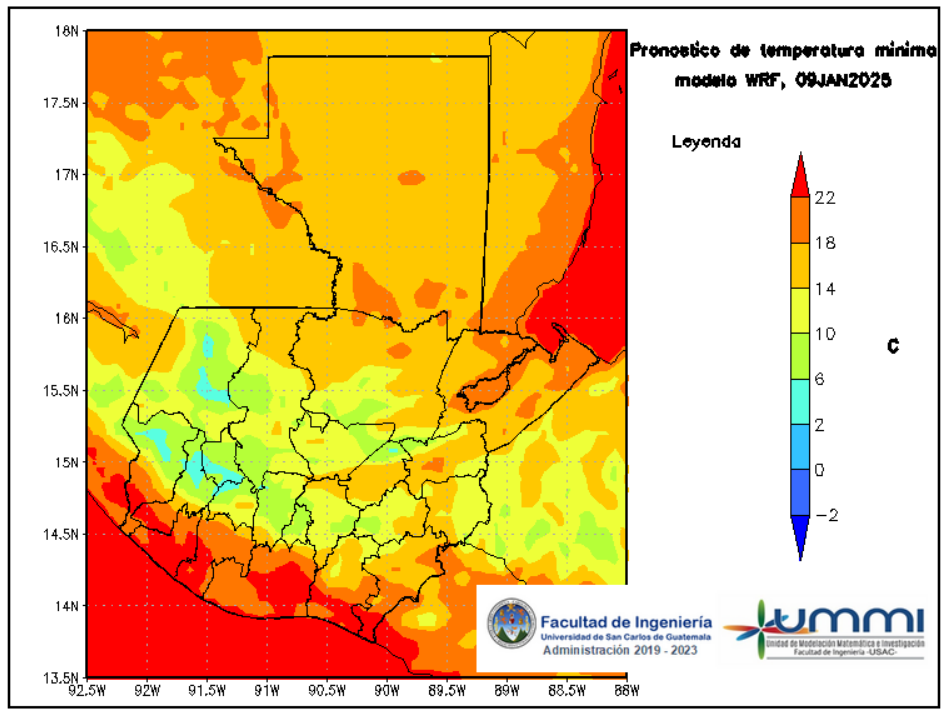 18N
17.5N
17N
16.5N
16N
15.5N
15N
14.5N
14N
13.5N
92.5W 92W 91.5W 91W 90.5W 90W 89.5W 89W 88.5W 88W
Pronostico de temperatura minima
modelo WRF, 09JAN2025
Leyenda
22
18
14
10
6
2
0
-2
C
Facultad de Ingeniería
Universidad de San Carlos de Guatemala
Administración 2019 - 2023
ummi
Unidad de Modelación Matemática e Investigación
Facultad de Ingeniería -USAC-